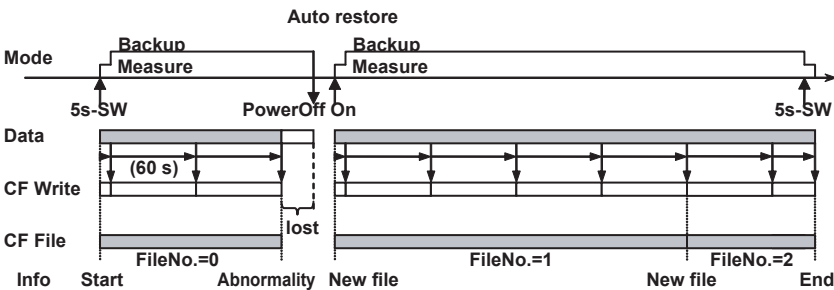 Auto restore
Backup Backup
Mode Measure Measure
5s-SW PowerOff On 5s-SW
Data
(60 s)
CF Write
lost
CF File
FileNo.=0 FileNo.=1 FileNo.=2
Info Start Abnormality New file New file End